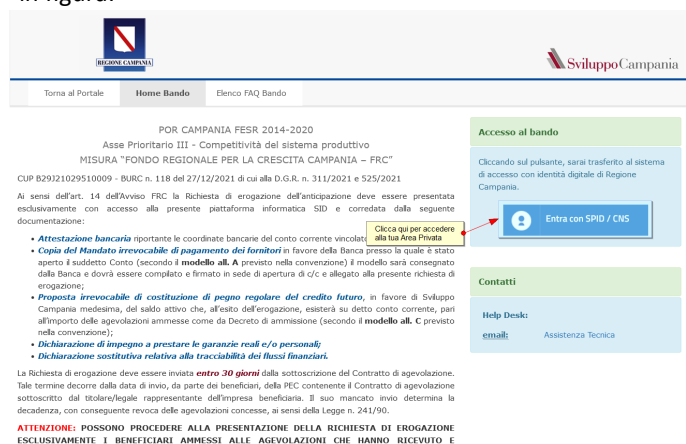 in figura.
REGIONE CAMPANIA
SviluppoCampania
Torna al Portale Home Bando Elenco FAQ Bando
POR CAMPANIA FESR 2014-2020
Asse Prioritario III - Competitività del sistema produttivo
MISURA “FONDO REGIONALE PER LA CRESCITA CAMPANIA – FRC”
CUP B29J21029510009 - BURC n. 118 del 27/12/2021 di cui alla D.G.R. n. 311/2021 e 525/2021
Ai sensi dell'art. 14 dell'Avviso FRC la Richiesta di erogazione dell'anticipazione deve essere presentata
esclusivamente con accesso alla presente piattaforma informatica SID e corredata dalla seguente
documentazione:
• Attestazione bancaria riportante le coordinate bancarie del conto corrente vincolato
• Copia del Mandato irrevocabile di pagamento dei fornitori in favore della Banca presso la quale è stato
aperto il suddetto Conto (secondo il modello all. A previsto nella convenzione) il modello sarà consegnato
dalla Banca e dovrà essere compilato e firmato in sede di apertura di c/c e allegato alla presente richiesta di
erogazione;
• Proposta irrevocabile di costituzione di pegno regolare del credito futuro, in favore di Sviluppo
Campania medesima, del saldo attivo che, all'esito dell'erogazione, esisterà su detto conto corrente, pari
all'importo delle agevolazioni ammesse come da Decreto di ammissione (secondo il modello all. C previsto
nella convenzione);
• Dichiarazione di impegno a prestare le garanzie reali e/o personali;
• Dichiarazione sostitutiva relativa alla tracciabilità dei flussi finanziari.
La Richiesta di erogazione deve essere inviata entro 30 giorni dalla sottoscrizione del Contratto di agevolazione.
Tale termine decorre dalla data di invio, da parte dei beneficiari, della PEC contenente il Contratto di agevolazione
sottoscritto dal titolare/legale rappresentante dell'impresa beneficiaria. Il suo mancato invio determina la
decadenza, con conseguente revoca delle agevolazioni concesse, ai sensi della Legge n. 241/90.
ATTENZIONE: POSSONO PROCEDERE ALLA PRESENTAZIONE DELLA RICHIESTA DI EROGAZIONE
ESCLUSIVAMENTE I BENEFICIARI AMMESSI ALLE AGEVOLAZIONI CHE HANNO RICEVUTO E
Clicca qui per accedere
alla tua Area Privata
Accesso al bando
Cliccando sul pulsante, sarai trasferito al sistema
di accesso con identità digitale di Regione
Campania.
Entra con SPID / CNS
Contatti
Help Desk:
email: Assistenza Tecnica